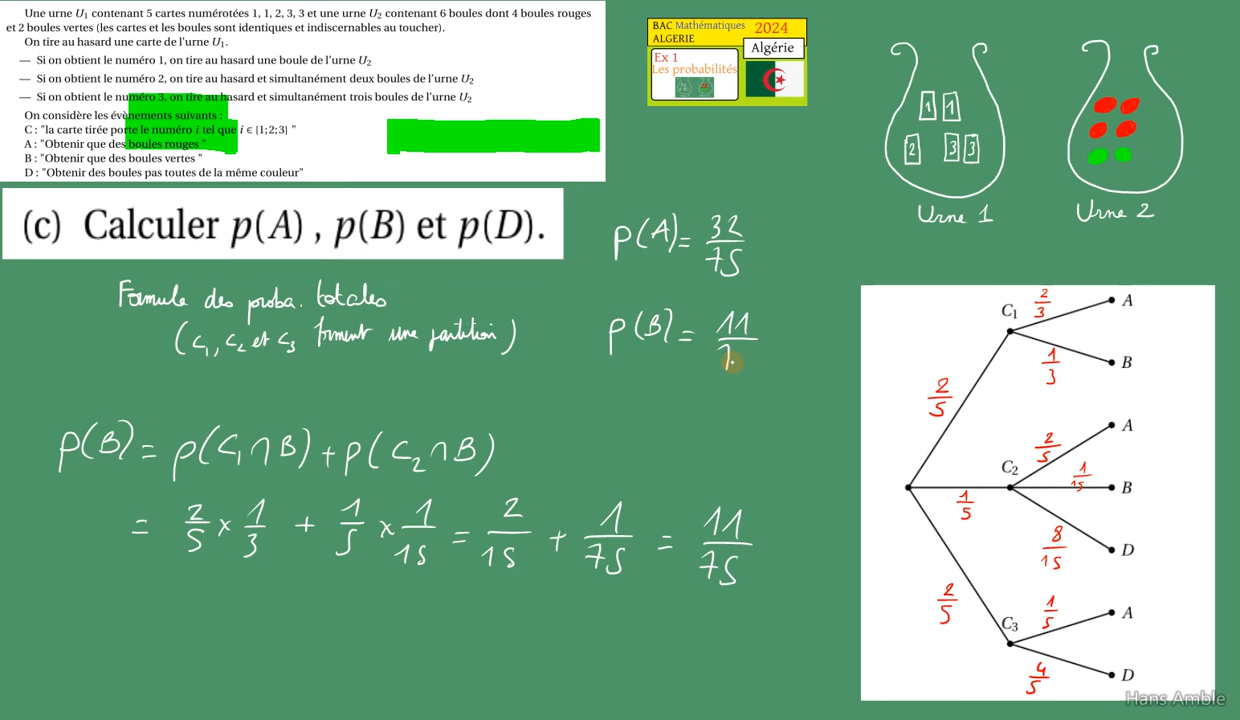 Une urne U₁ contenant 5 cartes numérotées 1, 1, 2, 3, 3 et une urne U₂ contenant 6 boules dont 4 boules rouges
et 2 boules vertes (les cartes et les boules sont identiques et indiscernables au toucher).
On tire au hasard une carte de l'urne U₁.
— Si on obtient le numéro 1, on tire au hasard une boule de l'urne U₂
— Si on obtient le numéro 2, on tire au hasard et simultanément deux boules de l'urne U₂
— Si on obtient le numéro 3, on tire au hasard et simultanément trois boules de l'urne U₂
On considère les évènements suivants :
C : "la carte tirée porte le numéro i tel que i ∈ {1;2;3} "
A : "Obtenir que des boules rouges "
B : "Obtenir que des boules vertes "
D : "Obtenir des boules pas toutes de la même couleur"
BAC Mathématiques 2024
ALGERIE
Algérie
Ex 1
Les probabilités
1 1
2 3 3
Urne 1
Urne 2
(c) Calculer p(A) , p(B) et p(D).
Formule des proba. totales
(C₁, C₂ et C₃ forment une partition)
P(A) = 32/75
P(B) = 11/7
P(B) = P(C₁∩B) + P(C₂∩B)
= 2/5 × 1/3 + 1/5 × 1/15 = 2/15 + 1/75 = 11/75
2/3 A
C₁
1/3 B
2/5
2/5 A
C₂
1/15 B
1/5
8/15 D
2/5
1/5 A
C₃
4/5 D
Hans Amble